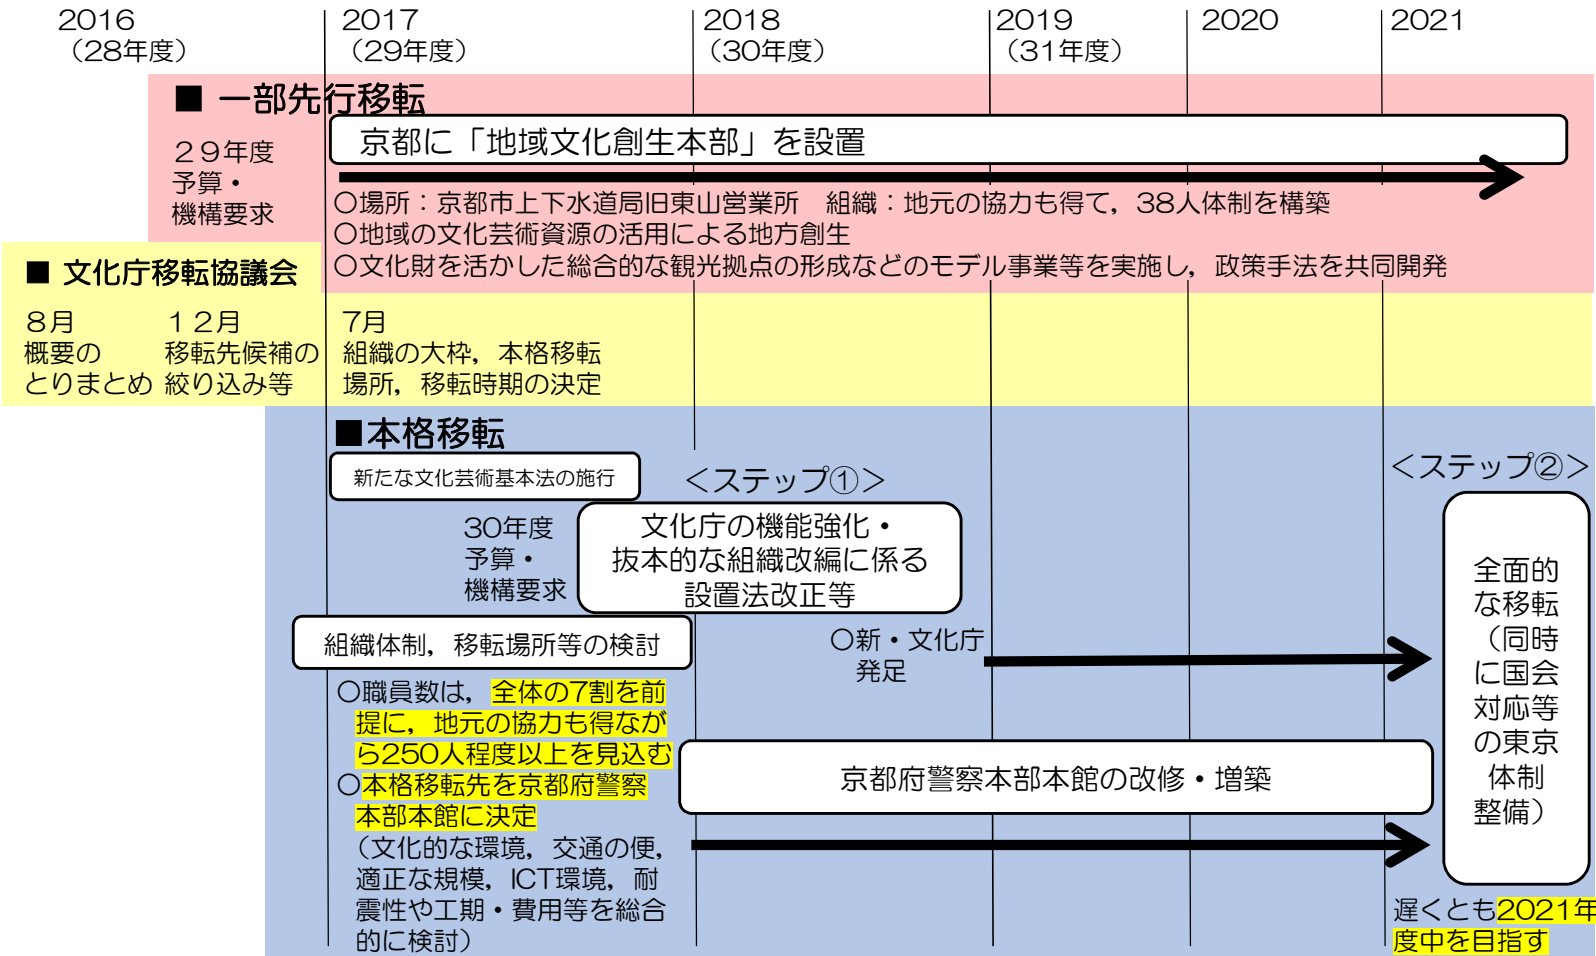 2016
（28年度）
2017
（29年度）
2018
（30年度）
2019
（31年度）
2020
2021
■ 一部先行移転
２９年度
予算・
機構要求
京都に「地域文化創生本部」を設置
○場所：京都市上下水道局旧東山営業所　組織：地元の協力も得て，38人体制を構築
○地域の文化芸術資源の活用による地方創生
○文化財を活かした総合的な観光拠点の形成などのモデル事業等を実施し，政策手法を共同開発
■ 文化庁移転協議会
８月
概要の
とりまとめ
１２月
移転先候補の
絞り込み等
７月
組織の大枠，本格移転
場所，移転時期の決定
■本格移転
新たな文化芸術基本法の施行
＜ステップ①＞
30年度
予算・
機構要求
文化庁の機能強化・
抜本的な組織改編に係る
設置法改正等
組織体制，移転場所等の検討
○職員数は，全体の7割を前
提に，地元の協力も得なが
ら250人程度以上を見込む
○本格移転先を京都府警察
本部本館に決定
（文化的な環境，交通の便，
適正な規模，ICT環境，耐
震性や工期・費用等を総合
的に検討）
○新・文化庁
発足
京都府警察本部本館の改修・増築
＜ステップ②＞
全面的
な移転
（同時
に国会
対応等
の東京
体制
整備）
遅くとも2021年
度中を目指す